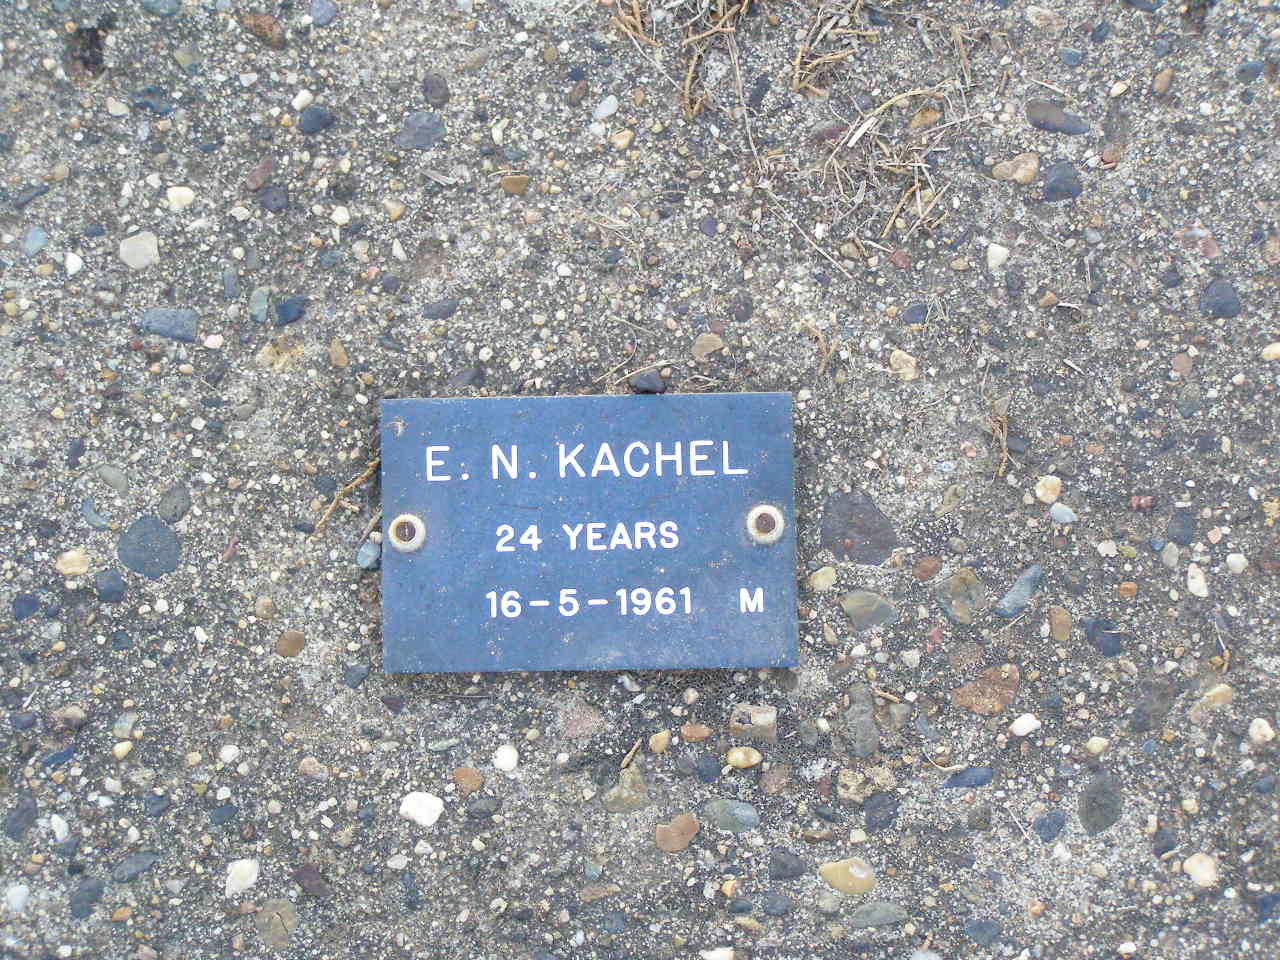 E. N. KACHEL
24 YEARS
16-5-1961 M